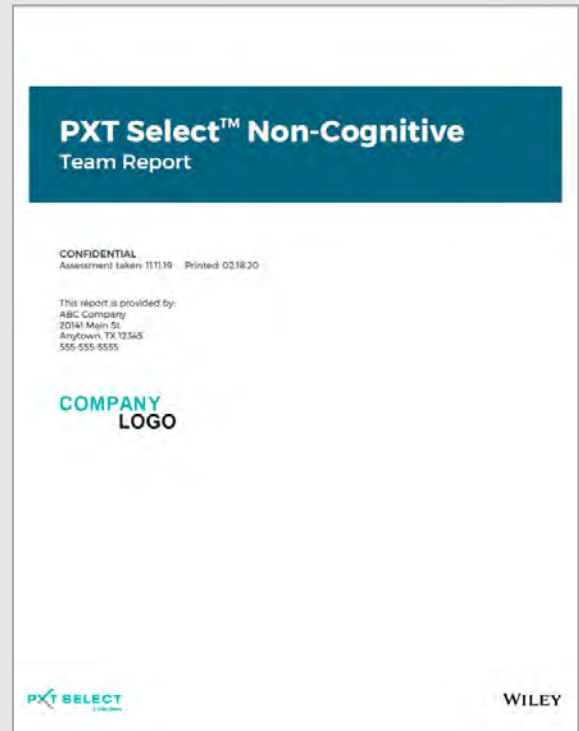 PXT Select™ Non-Cognitive
Team Report
CONFIDENTIAL
Assessment taken: 11.11.19 Printed: 02.18.20
This report is provided by:
ABC Company
20141 Main St.
Anytown, TX 12345
555-555-5555
COMPANY
LOGO
PXT SELECT
WILEY